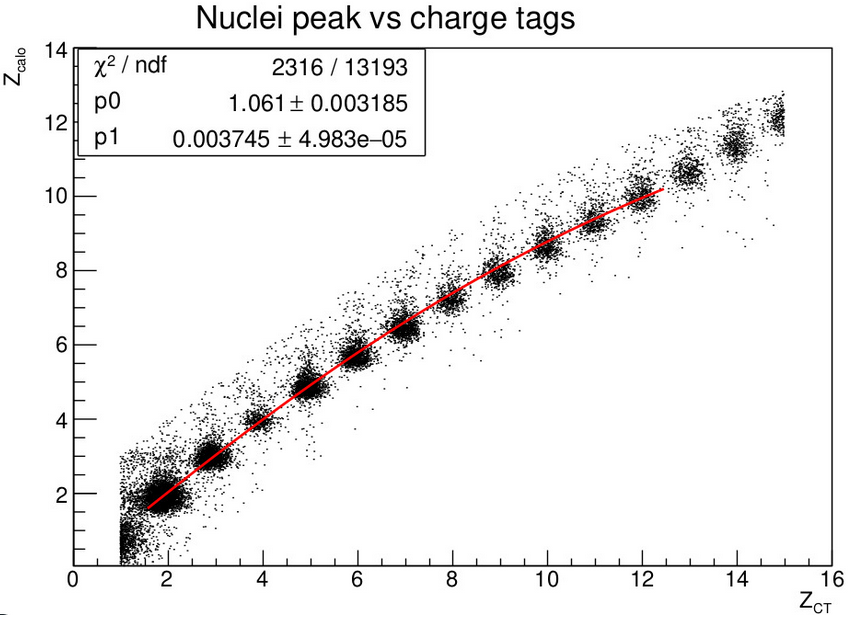 Nuclei peak vs charge tags
Z_calo
χ² / ndf 2316 / 13193
p0 1.061 ± 0.003185
p1 0.003745 ± 4.983e−05
14
12
10
8
6
4
2
0 2 4 6 8 10 12 14 16
Z_CT